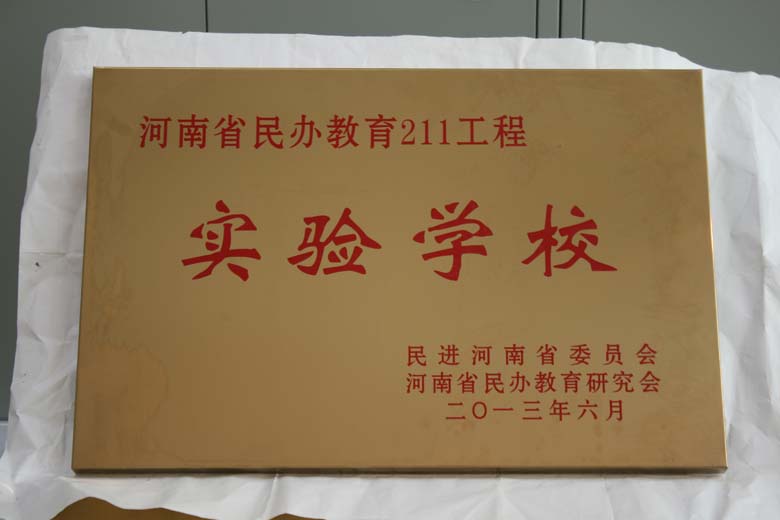 河南省民办教育211工程
实验学校
民进河南省委员会
河南省民办教育研究会
二〇一三年六月